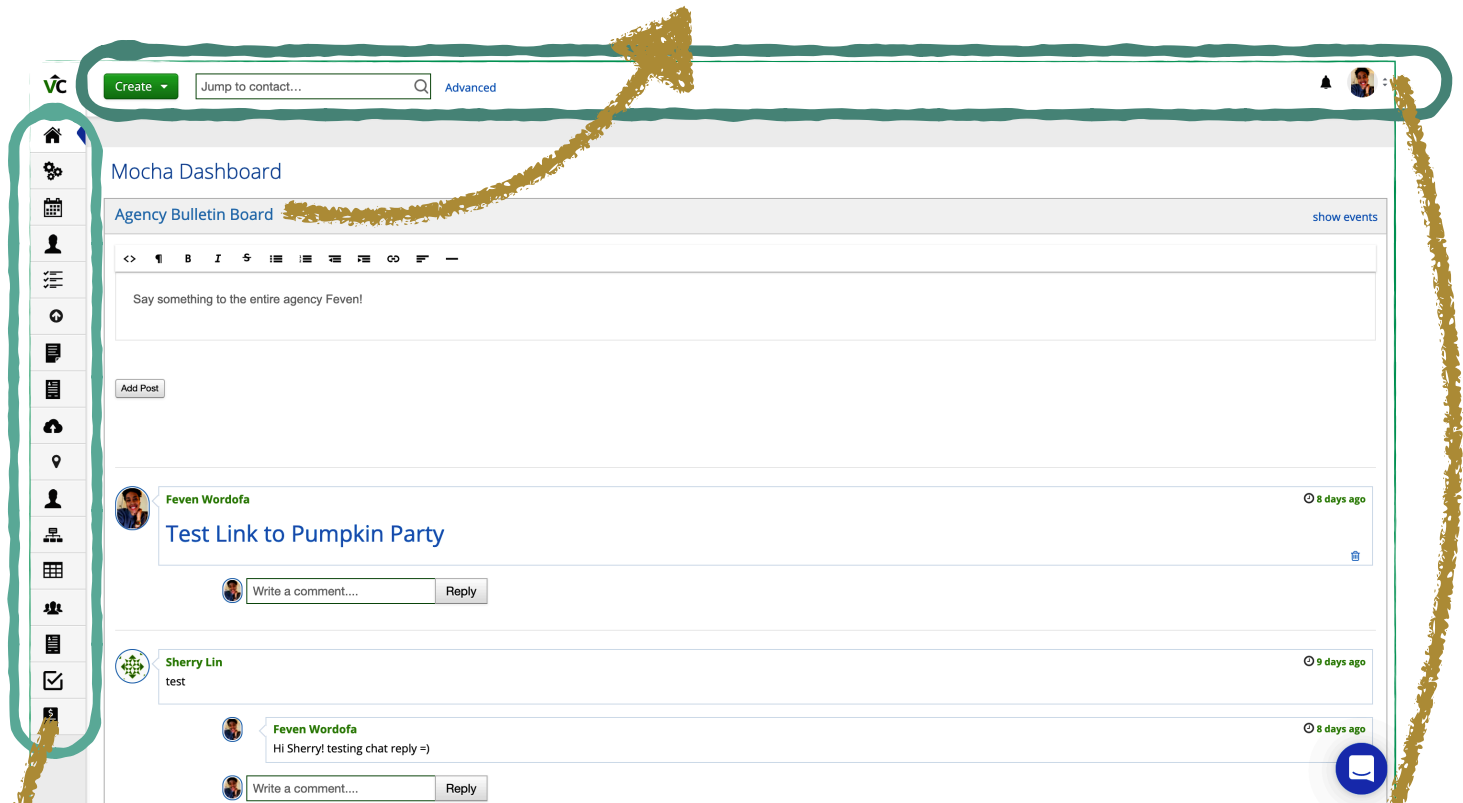 VC
Create
Jump to contact...
Advanced
Mocha Dashboard
Agency Bulletin Board
show events
<> ¶ B I S
Say something to the entire agency Feven!
Add Post
Feven Wordofa
8 days ago
Test Link to Pumpkin Party
Write a comment....
Reply
Sherry Lin
9 days ago
test
Feven Wordofa
8 days ago
Hi Sherry! testing chat reply =)
Write a comment....
Reply